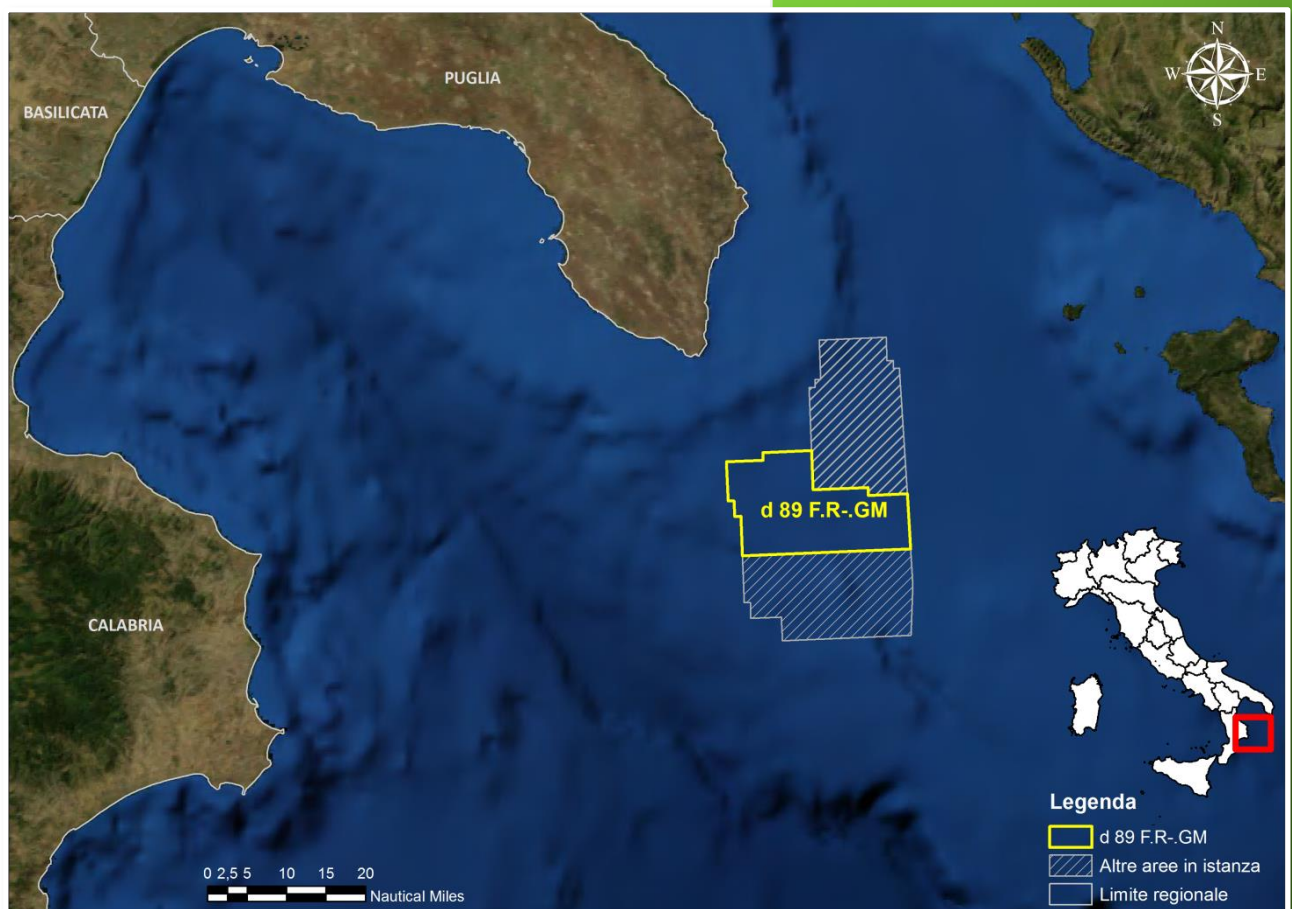 N
W E
S
PUGLIA
BASILICATA
d 89 F.R-.GM
CALABRIA
Legenda
d 89 F.R-.GM
Altre aree in istanza
Limite regionale
0 2,5 5 10 15 20
Nautical Miles